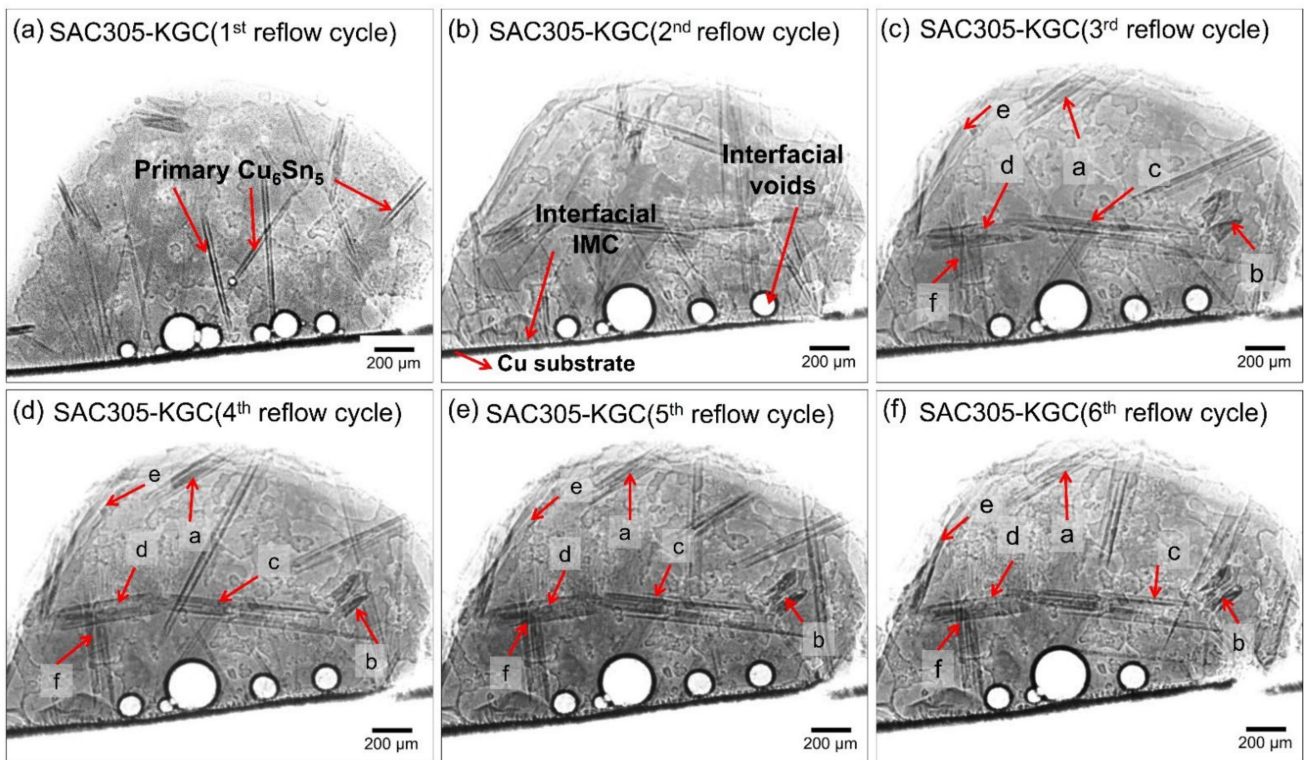 (a) SAC305-KGC(1st reflow cycle)
Primary Cu6Sn5
200 µm
(b) SAC305-KGC(2nd reflow cycle)
Interfacial voids
Interfacial IMC
Cu substrate
200 µm
(c) SAC305-KGC(3rd reflow cycle)
e
d
a
c
f
b
200 µm
(d) SAC305-KGC(4th reflow cycle)
e
a
d
c
f
b
200 µm
(e) SAC305-KGC(5th reflow cycle)
e
a
d
c
f
b
200 µm
(f) SAC305-KGC(6th reflow cycle)
e
a
d
c
f
b
200 µm